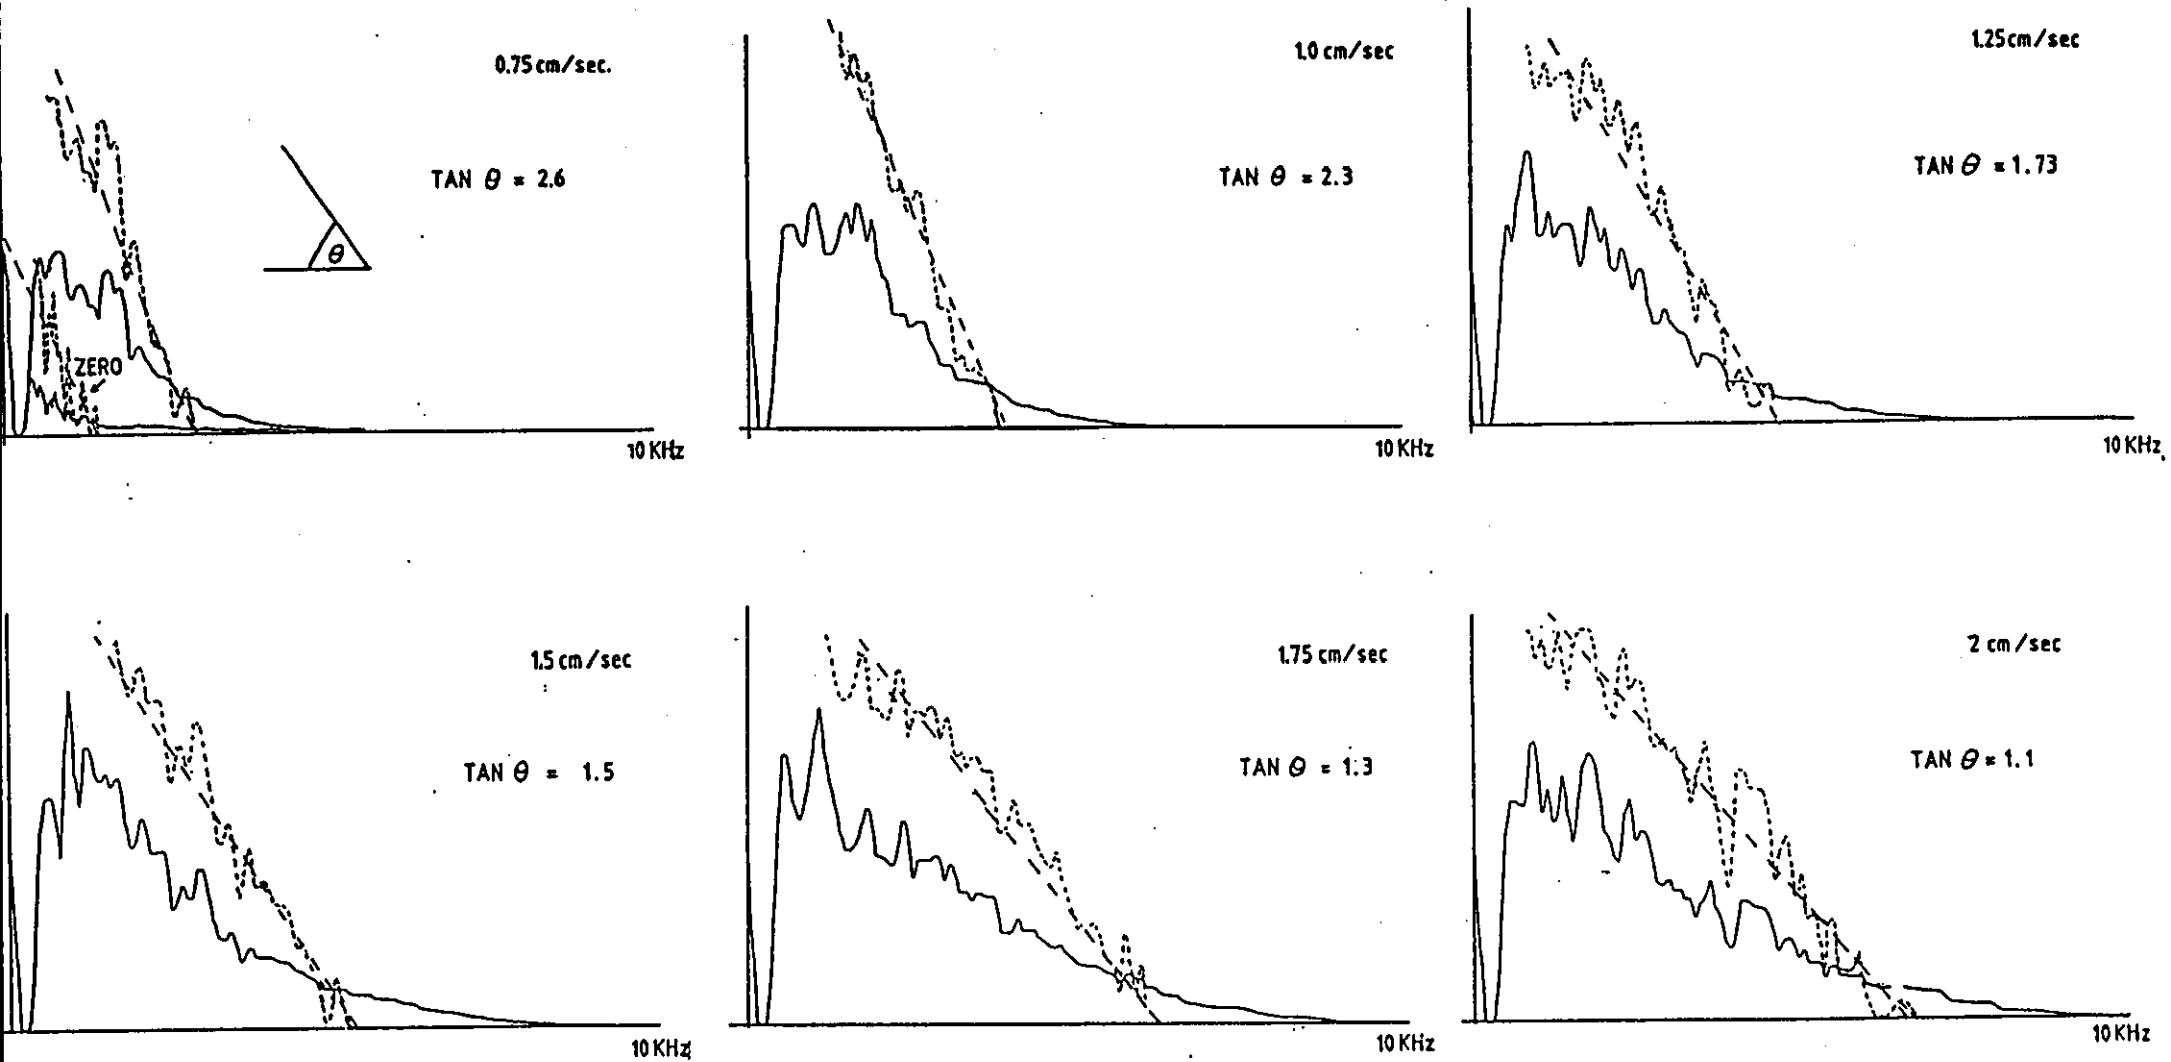 0.75 cm/sec.
TAN θ = 2.6
θ
ZERO
10 KHz
1.0 cm/sec
TAN θ = 2.3
10 KHz
1.25 cm/sec
TAN θ = 1.73
10 KHz
1.5 cm/sec
TAN θ = 1.5
10 KHz
1.75 cm/sec
TAN θ = 1.3
10 KHz
2 cm/sec
TAN θ = 1.1
10 KHz